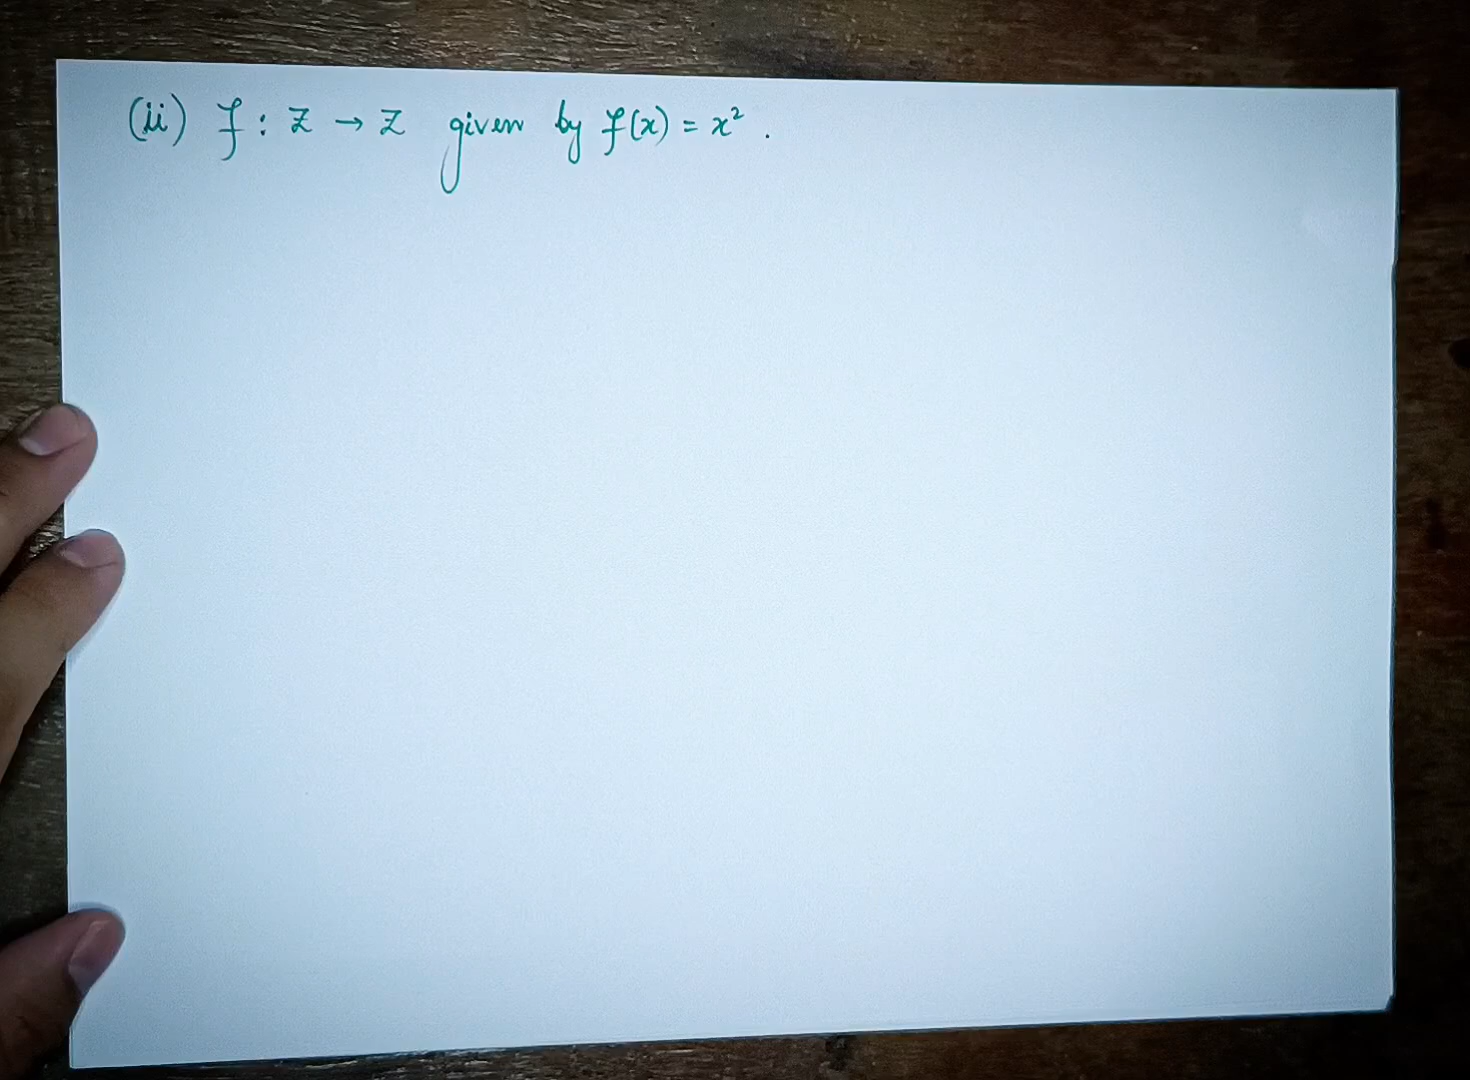 (ii) f : Z → Z given by f(x) = x² .